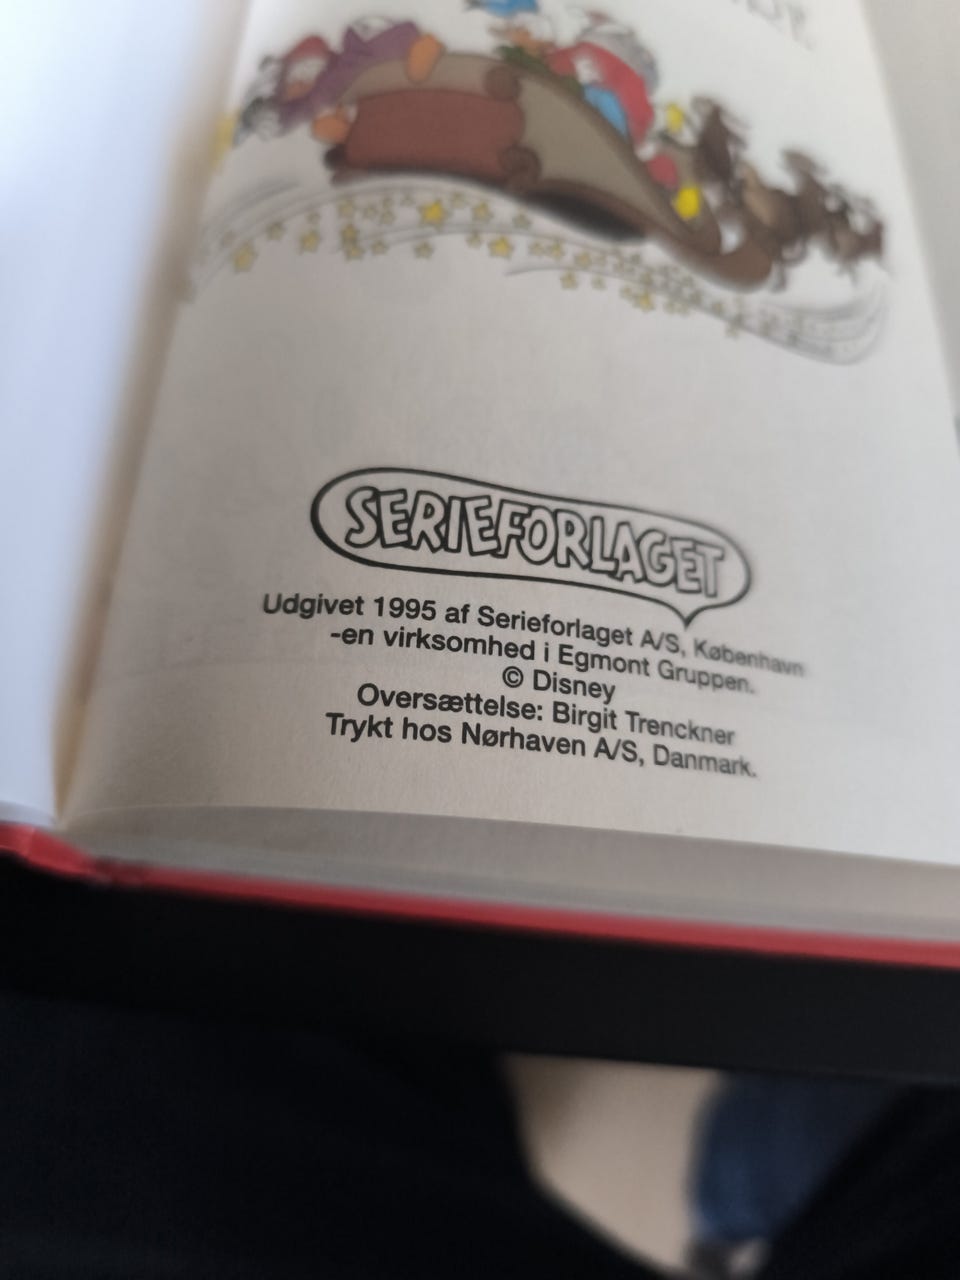 SERIEFORLAGET
Udgivet 1995 af Serieforlaget A/S, København
-en virksomhed i Egmont Gruppen.
© Disney
Oversættelse: Birgit Trenckner
Trykt hos Nørhaven A/S, Danmark.